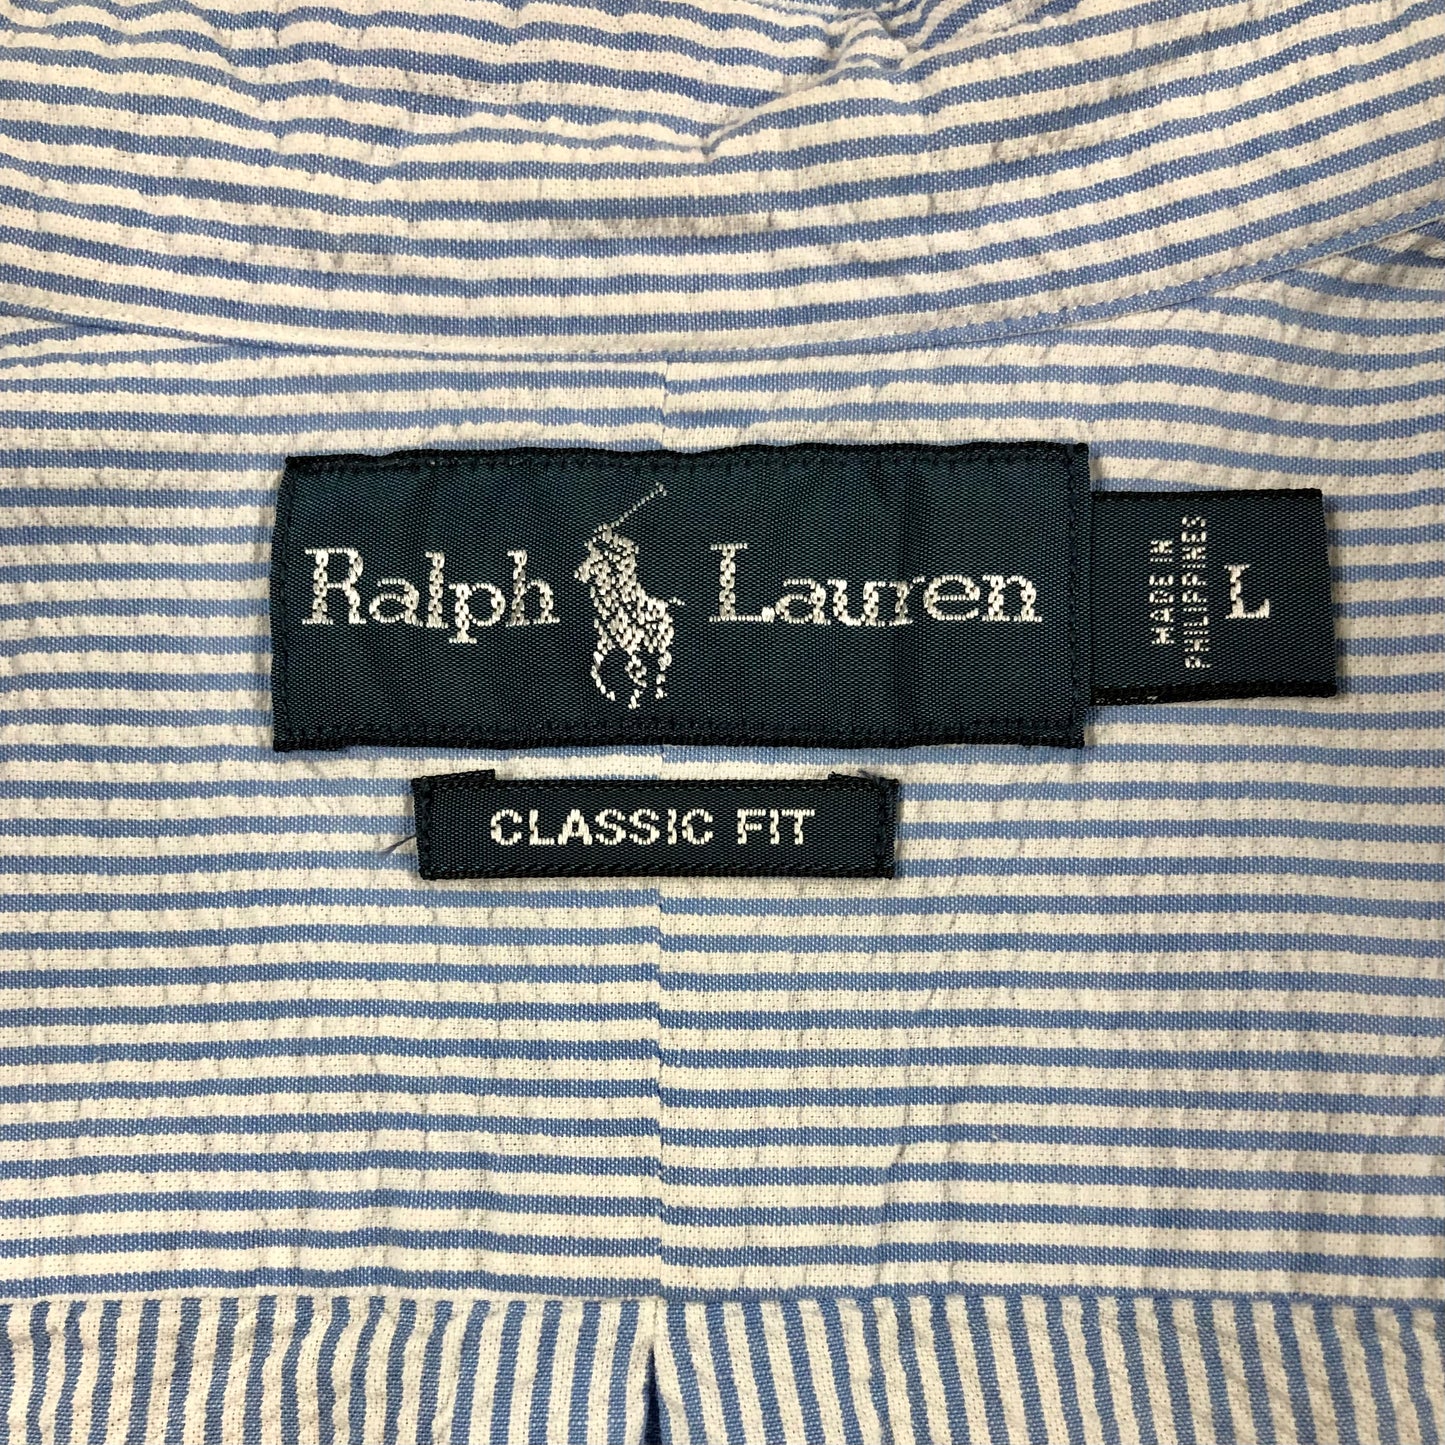 Ralph Lauren
MADE IN
PHILIPPINES
L
CLASSIC FIT